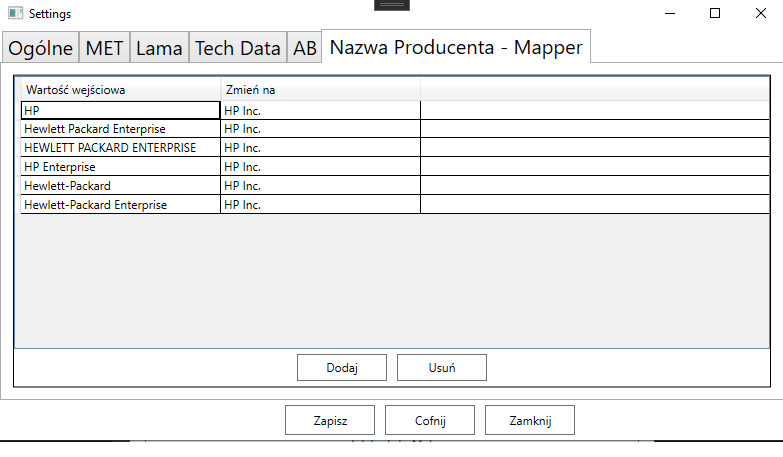 Settings
Ogólne MET Lama Tech Data AB Nazwa Producenta - Mapper
Wartość wejściowa Zmień na
HP HP Inc.
Hewlett Packard Enterprise HP Inc.
HEWLETT PACKARD ENTERPRISE HP Inc.
HP Enterprise HP Inc.
Hewlett-Packard HP Inc.
Hewlett-Packard Enterprise HP Inc.
Dodaj Usuń
Zapisz Cofnij Zamknij